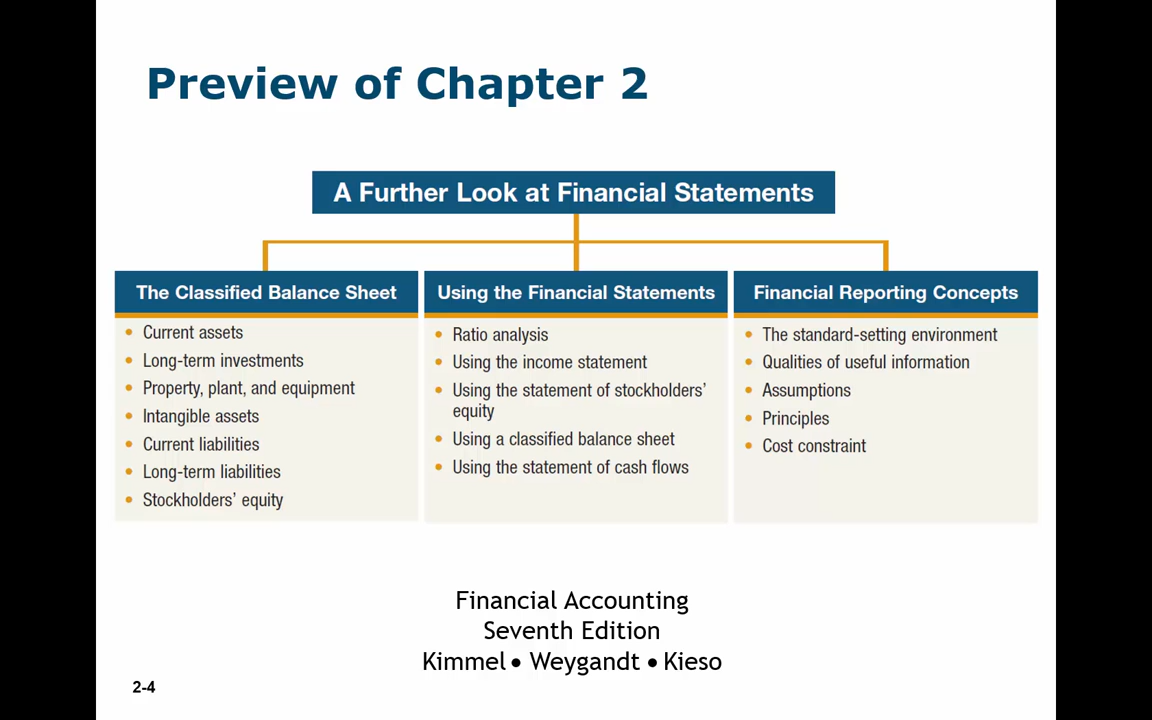 Preview of Chapter 2
A Further Look at Financial Statements
The Classified Balance Sheet
• Current assets
• Long-term investments
• Property, plant, and equipment
• Intangible assets
• Current liabilities
• Long-term liabilities
• Stockholders' equity
Using the Financial Statements
• Ratio analysis
• Using the income statement
• Using the statement of stockholders'
equity
• Using a classified balance sheet
• Using the statement of cash flows
Financial Reporting Concepts
• The standard-setting environment
• Qualities of useful information
• Assumptions
• Principles
• Cost constraint
Financial Accounting
Seventh Edition
Kimmel • Weygandt • Kieso
2-4